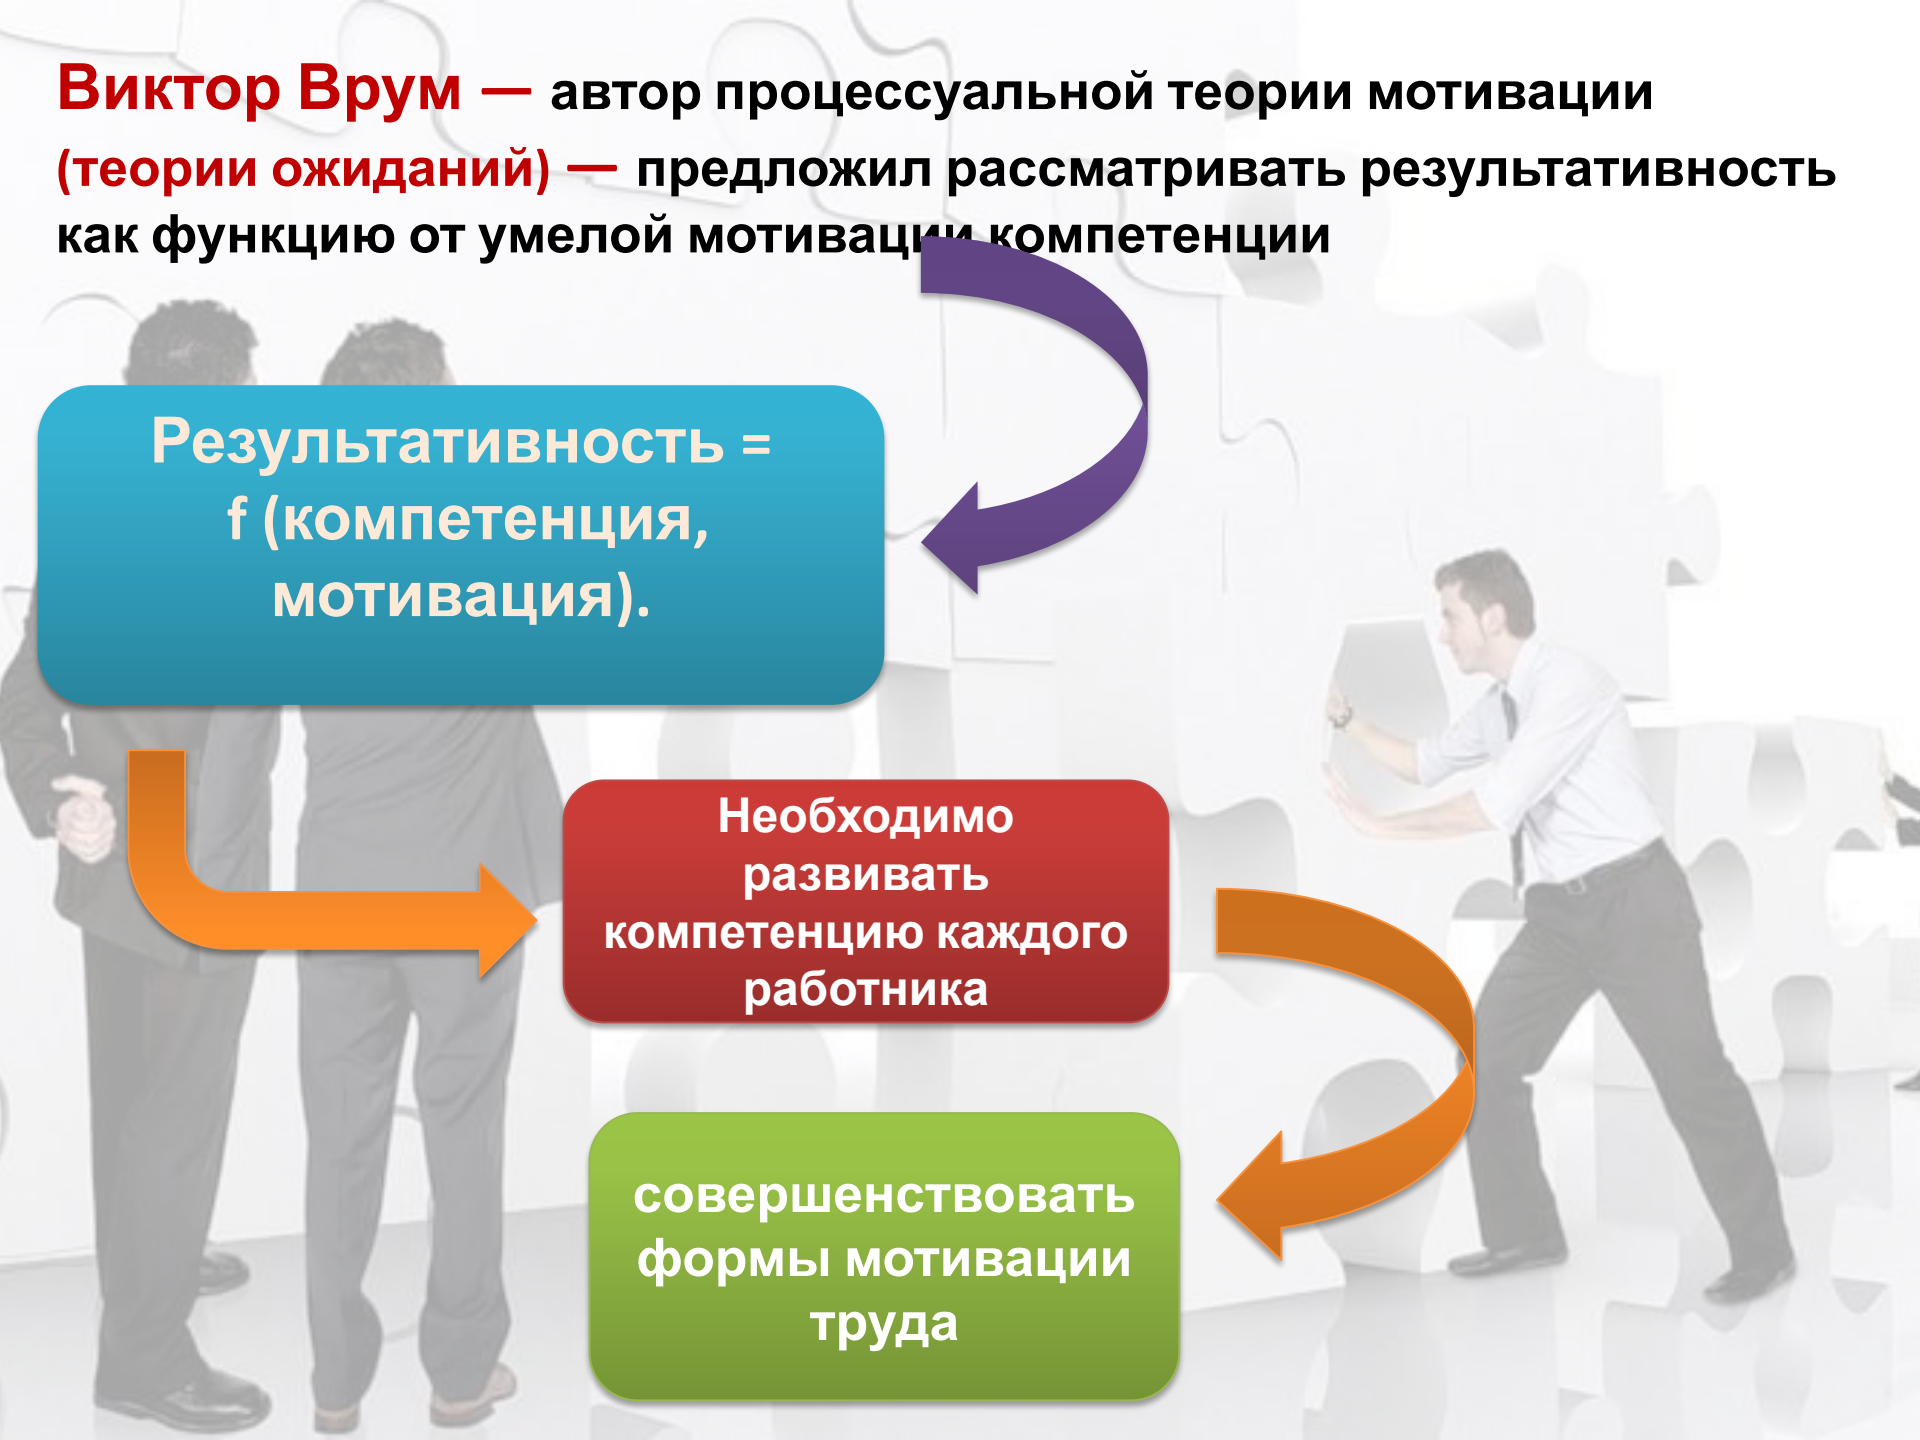 Виктор Врум — автор процессуальной теории мотивации
(теории ожиданий) — предложил рассматривать результативность
как функцию от умелой мотивации компетенции
Результативность =
f (компетенция,
мотивация).
Необходимо
развивать
компетенцию каждого
работника
совершенствовать
формы мотивации
труда